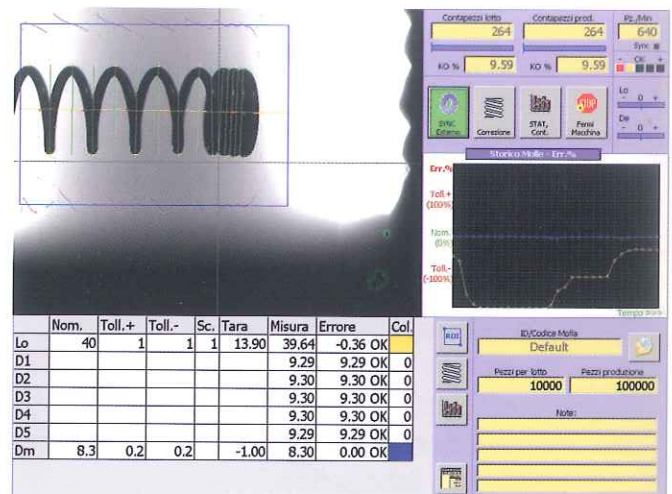 Contapezzi lotto Contapezzi prod. Pz./Min
264 264 640
Sync
KO % 9.59 KO % 9.59 - OK +
SYNC Esterno Correzione STAT. Cont. Fermi Macchina
STOP
Lo
- 0 +
De
- 0 +
Storico Molle - Err.%
Err.%
Toll.+
(100%)
Nom.
(0%)
Toll.-
(-100%)
Tempo >>>
Nom. Toll.+ Toll.- Sc. Tara Misura Errore Col.
Lo 40 1 1 1 13.90 39.64 -0.36 OK
D1 9.29 9.29 OK 0
D2 9.30 9.30 OK 0
D3 9.30 9.30 OK 0
D4 9.30 9.30 OK 0
D5 9.29 9.29 OK 0
Dm 8.3 0.2 0.2 -1.00 8.30 0.00 OK
ROI
ID/Codice Molla
Default
Pezzi per lotto Pezzi produzione
10000 100000
Note: